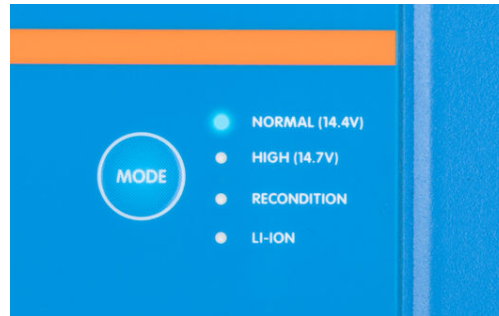 NORMAL (14.4V)
HIGH (14.7V)
MODE
RECONDITION
LI-ION